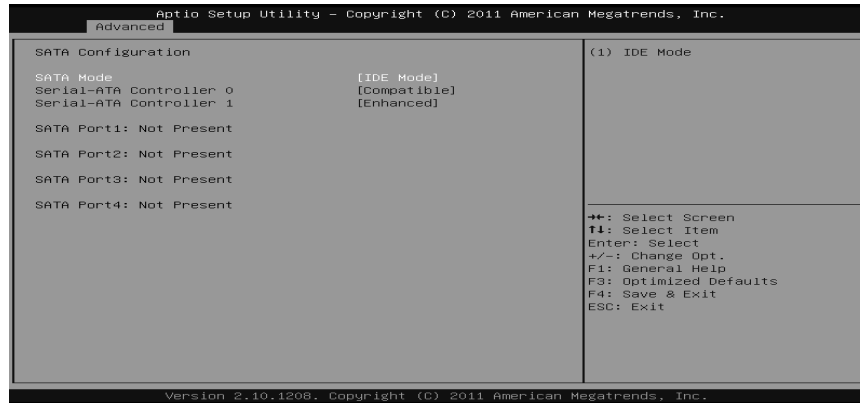 Aptio Setup Utility – Copyright (C) 2011 American Megatrends, Inc.
Advanced
SATA Configuration
SATA Mode [IDE Mode]
Serial-ATA Controller 0 [Compatible]
Serial-ATA Controller 1 [Enhanced]
SATA Port1: Not Present
SATA Port2: Not Present
SATA Port3: Not Present
SATA Port4: Not Present
(1) IDE Mode
→←: Select Screen
↑↓: Select Item
Enter: Select
+/-: Change Opt.
F1: General Help
F3: Optimized Defaults
F4: Save & Exit
ESC: Exit
Version 2.10.1208. Copyright (C) 2011 American Megatrends, Inc.